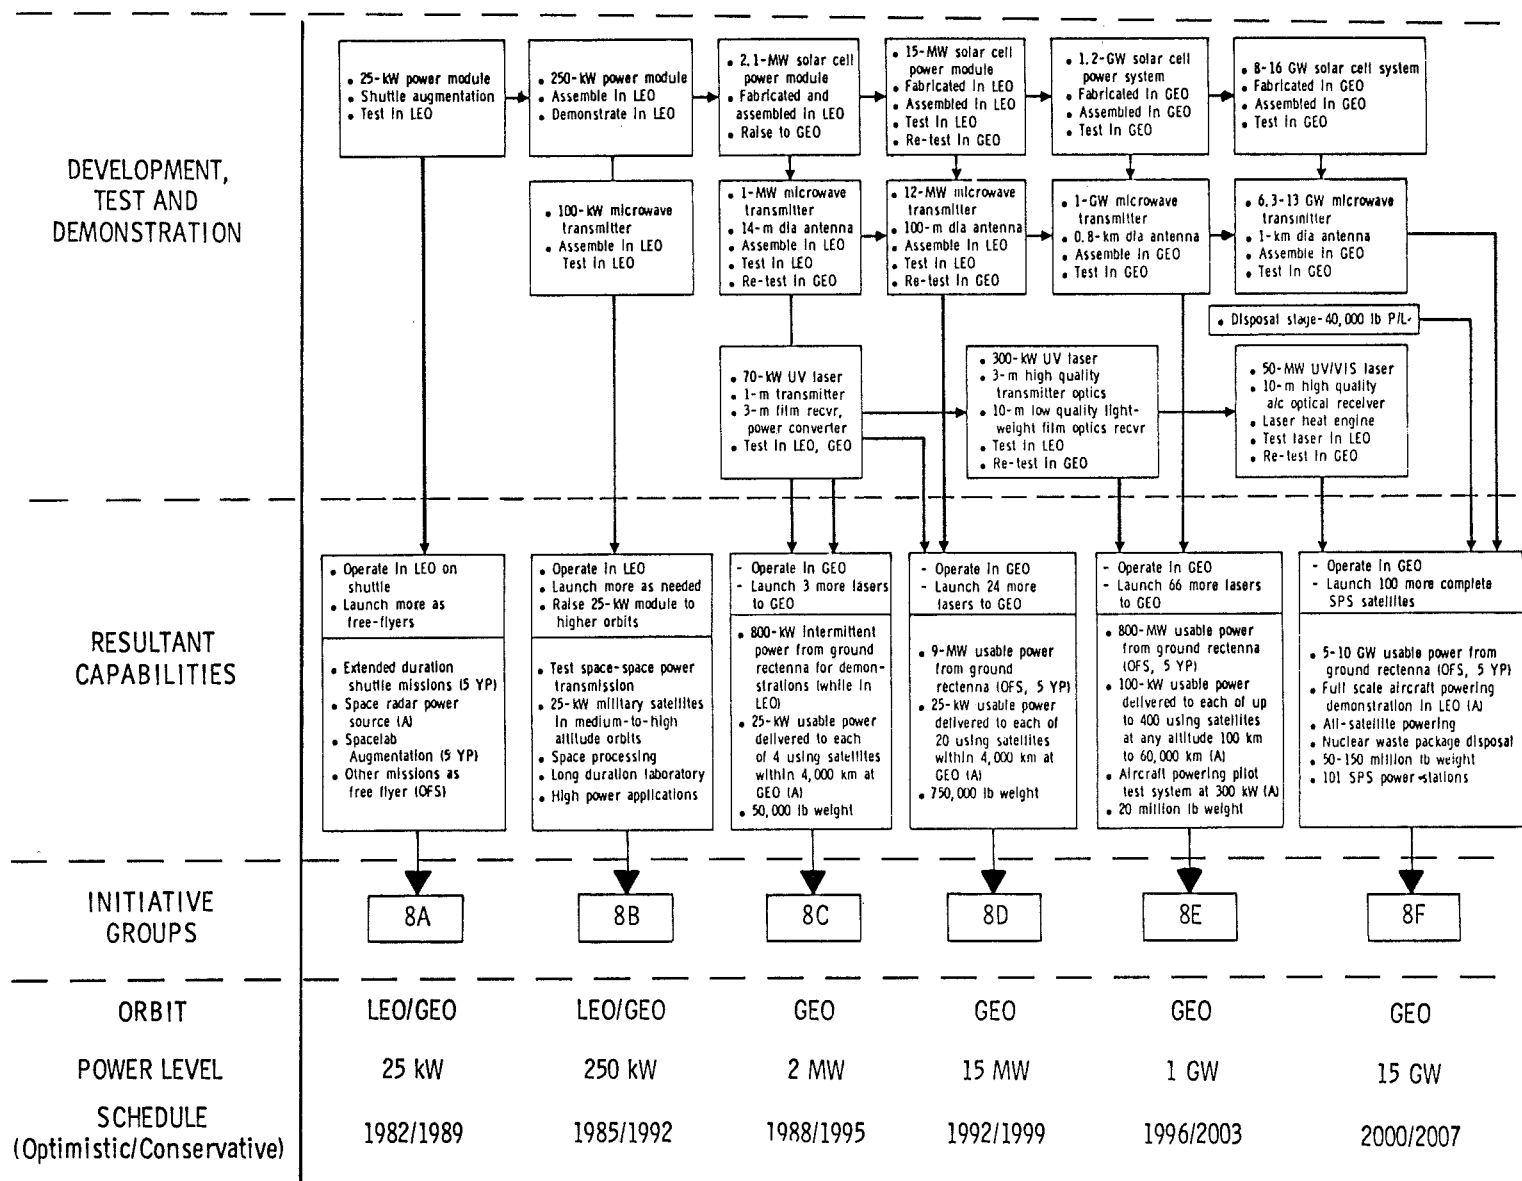 DEVELOPMENT,
TEST AND
DEMONSTRATION
• 25-kW power module
• Shuttle augmentation
• Test in LEO
• 250-kW power module
• Assemble in LEO
• Demonstrate in LEO
• 2.1-MW solar cell
power module
• Fabricated and
assembled in LEO
• Raise to GEO
• 15-MW solar cell
power module
• Fabricated in LEO
• Assembled in LEO
• Test in LEO
• Re-test in GEO
• 1.2-GW solar cell
power system
• Fabricated in GEO
• Assembled in GEO
• Test in GEO
• 8-16 GW solar cell system
• Fabricated in GEO
• Assembled in GEO
• Test in GEO
• 100-kW microwave
transmitter
• Assemble in LEO
Test in LEO
• 1-MW microwave
transmitter
• 14-m dia antenna
• Assemble in LEO
• Test in LEO
• Re-test in GEO
• 12-MW microwave
transmitter
• 100-m dia antenna
• Assemble in LEO
• Test in LEO
• Re-test in GEO
• 1-GW microwave
transmitter
• 0.8-km dia antenna
• Assemble in GEO
• Test in GEO
• 6.3-13 GW microwave
transmitter
• 1-km dia antenna
• Assemble in GEO
• Test in GEO
• Disposal stage-40,000 lb P/L
• 70-kW UV laser
• 1-m transmitter
• 3-m film recvr,
power converter
• Test in LEO, GEO
• 300-kW UV laser
• 3-m high quality
transmitter optics
• 10-m low quality light-
weight film optics recvr
• Test in LEO
• Re-test in GEO
• 50-MW UV/VIS laser
• 10-m high quality
a/c optical receiver
• Laser heat engine
• Test laser in LEO
• Re-test in GEO
RESULTANT
CAPABILITIES
• Operate in LEO on
shuttle
• Launch more as
free-flyers
• Extended duration
shuttle missions (5 YP)
• Space radar power
source (A)
• Spacelab
Augmentation (5 YP)
• Other missions as
free flyer (OFS)
• Operate in LEO
• Launch more as needed
• Raise 25-kW module to
higher orbits
• Test space-space power
transmission
• 25-kW military satellites
in medium-to-high
altitude orbits
• Space processing
• Long duration laboratory
• High power applications
- Operate in GEO
- Launch 3 more lasers
to GEO
• 800-kW intermittent
power from ground
rectenna for demon-
strations (while in
LEO)
• 25-kW usable power
delivered to each
of 4 using satellites
within 4,000 km at
GEO (A)
• 50,000 lb weight
- Operate in GEO
- Launch 24 more
lasers to GEO
• 9-MW usable power
from ground
rectenna (OFS, 5 YP)
• 25-kW usable power
delivered to each of
20 using satellites
within 4,000 km at
GEO (A)
• 750,000 lb weight
- Operate in GEO
- Launch 66 more lasers
to GEO
• 800-MW usable power
from ground rectenna
(OFS, 5 YP)
• 100-kW usable power
delivered to each of up
to 400 using satellites
at any altitude 100 km
to 60,000 km (A)
• Aircraft powering pilot
test system at 300 kW (A)
• 20 million lb weight
- Operate in GEO
- Launch 100 more complete
SPS satellites
• 5-10 GW usable power from
ground rectenna (OFS, 5 YP)
• Full scale aircraft powering
demonstration in LEO (A)
• All-satellite powering
• Nuclear waste package disposal
• 50-150 million lb weight
• 101 SPS power-stations
INITIATIVE
GROUPS
8A
8B
8C
8D
8E
8F
ORBIT
LEO/GEO
LEO/GEO
GEO
GEO
GEO
GEO
POWER LEVEL
25 kW
250 kW
2 MW
15 MW
1 GW
15 GW
SCHEDULE
(Optimistic/Conservative)
1982/1989
1985/1992
1988/1995
1992/1999
1996/2003
2000/2007